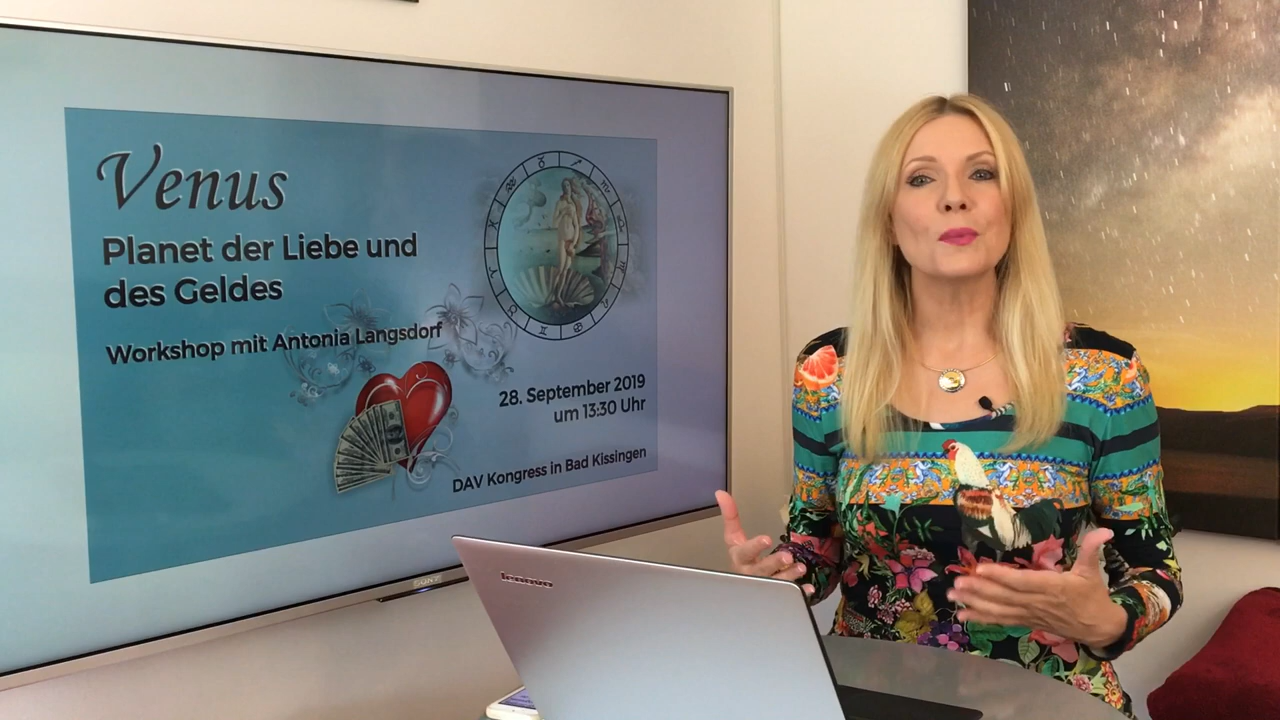 Venus
Planet der Liebe und
des Geldes
Workshop mit Antonia Langsdorf
28. September 2019
um 13:30 Uhr
DAV Kongress in Bad Kissingen
SONY
lenovo